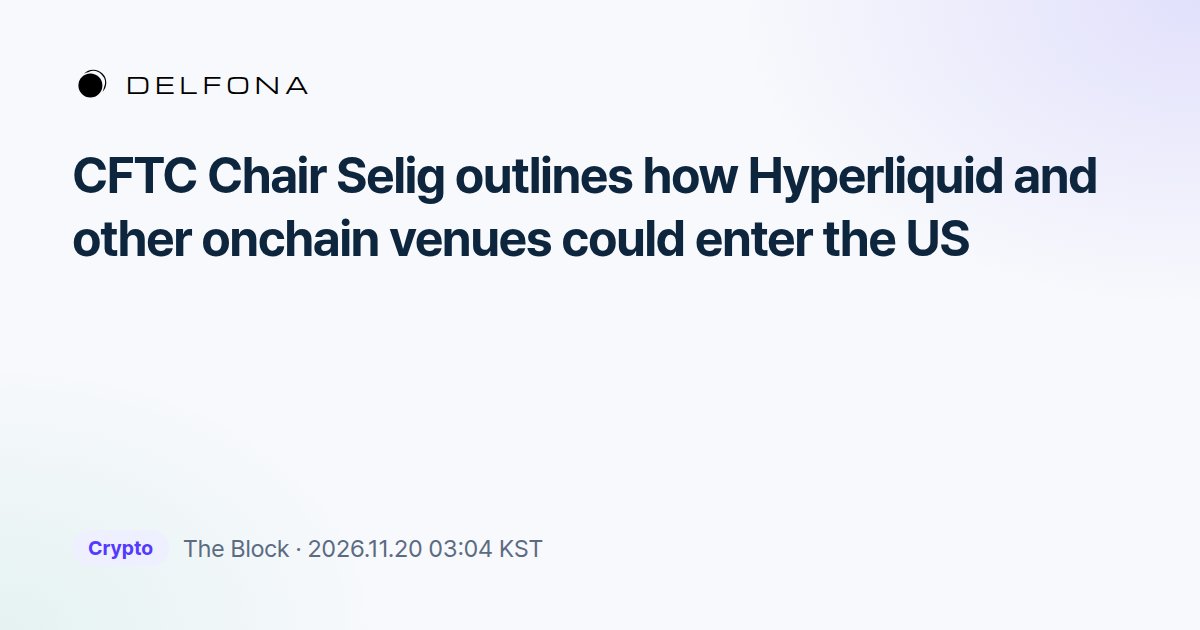 DELFONA
CFTC Chair Selig outlines how Hyperliquid and
other onchain venues could enter the US
Crypto The Block · 2026.11.20 03:04 KST